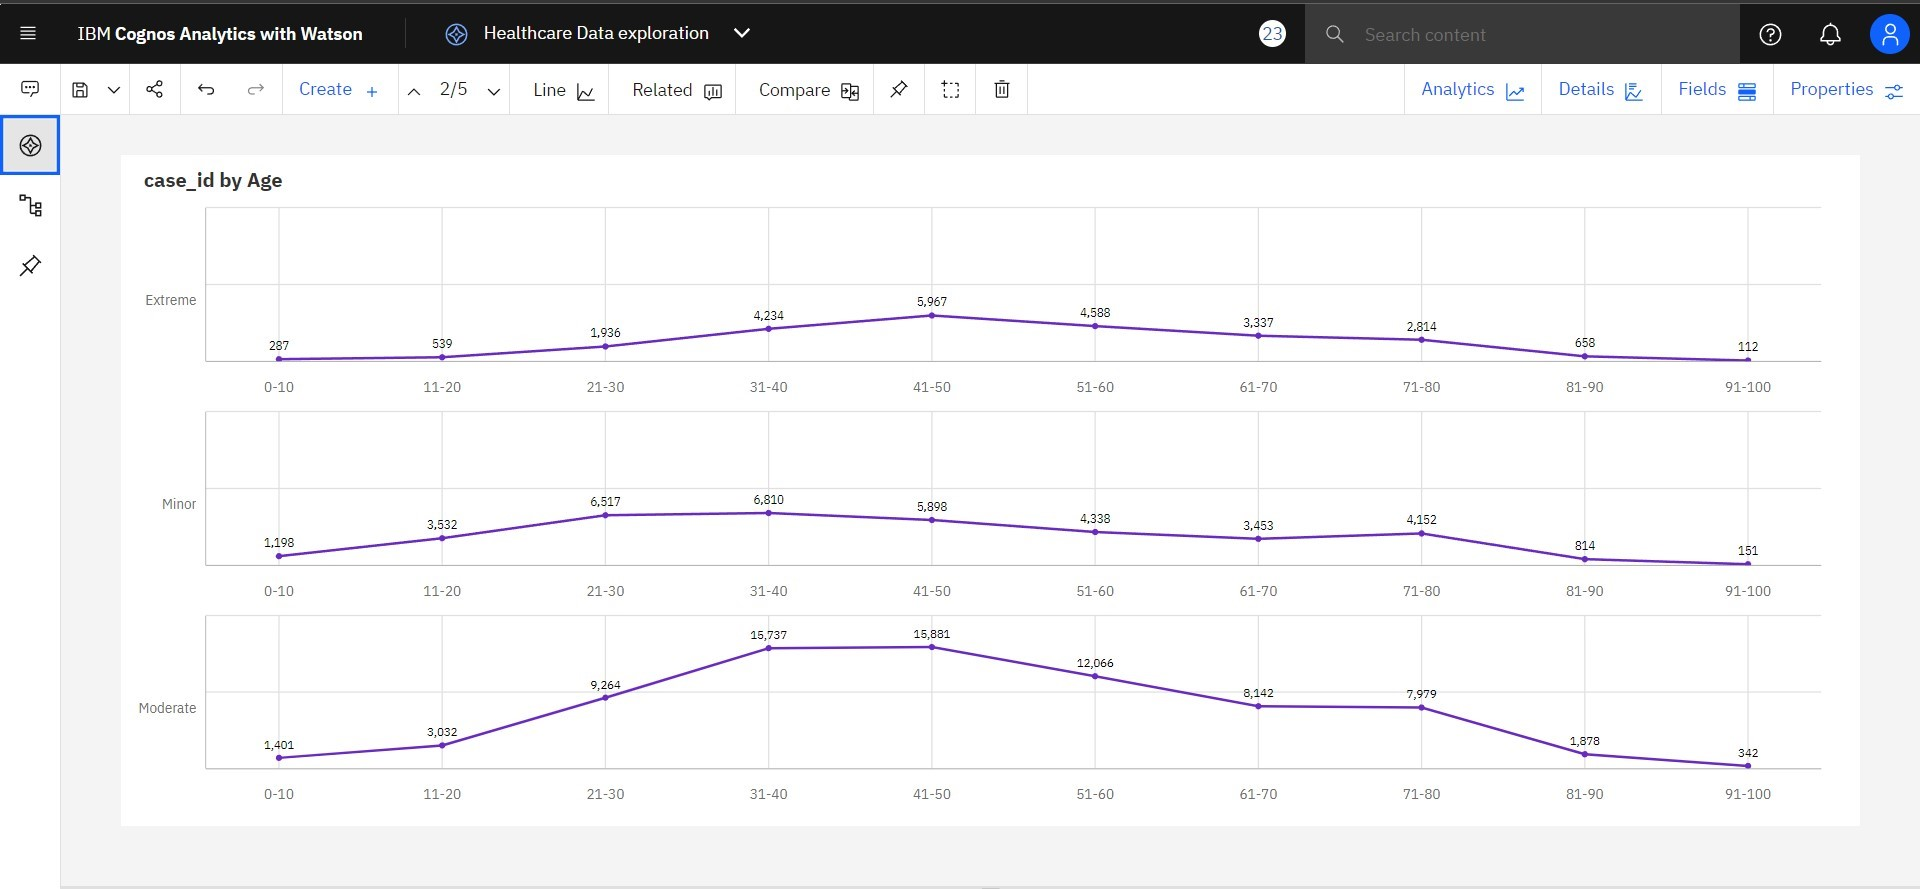 IBM Cognos Analytics with Watson
Healthcare Data exploration
23
Search content
Create +
2/5
Line
Related
Compare
Analytics
Details
Fields
Properties
case_id by Age
Extreme
287 539 1,936 4,234 5,967 4,588 3,337 2,814 658 112
0-10 11-20 21-30 31-40 41-50 51-60 61-70 71-80 81-90 91-100
Minor
1,198 3,532 6,517 6,810 5,898 4,338 3,453 4,152 814 151
0-10 11-20 21-30 31-40 41-50 51-60 61-70 71-80 81-90 91-100
Moderate
1,401 3,032 9,264 15,737 15,881 12,066 8,142 7,979 1,878 342
0-10 11-20 21-30 31-40 41-50 51-60 61-70 71-80 81-90 91-100